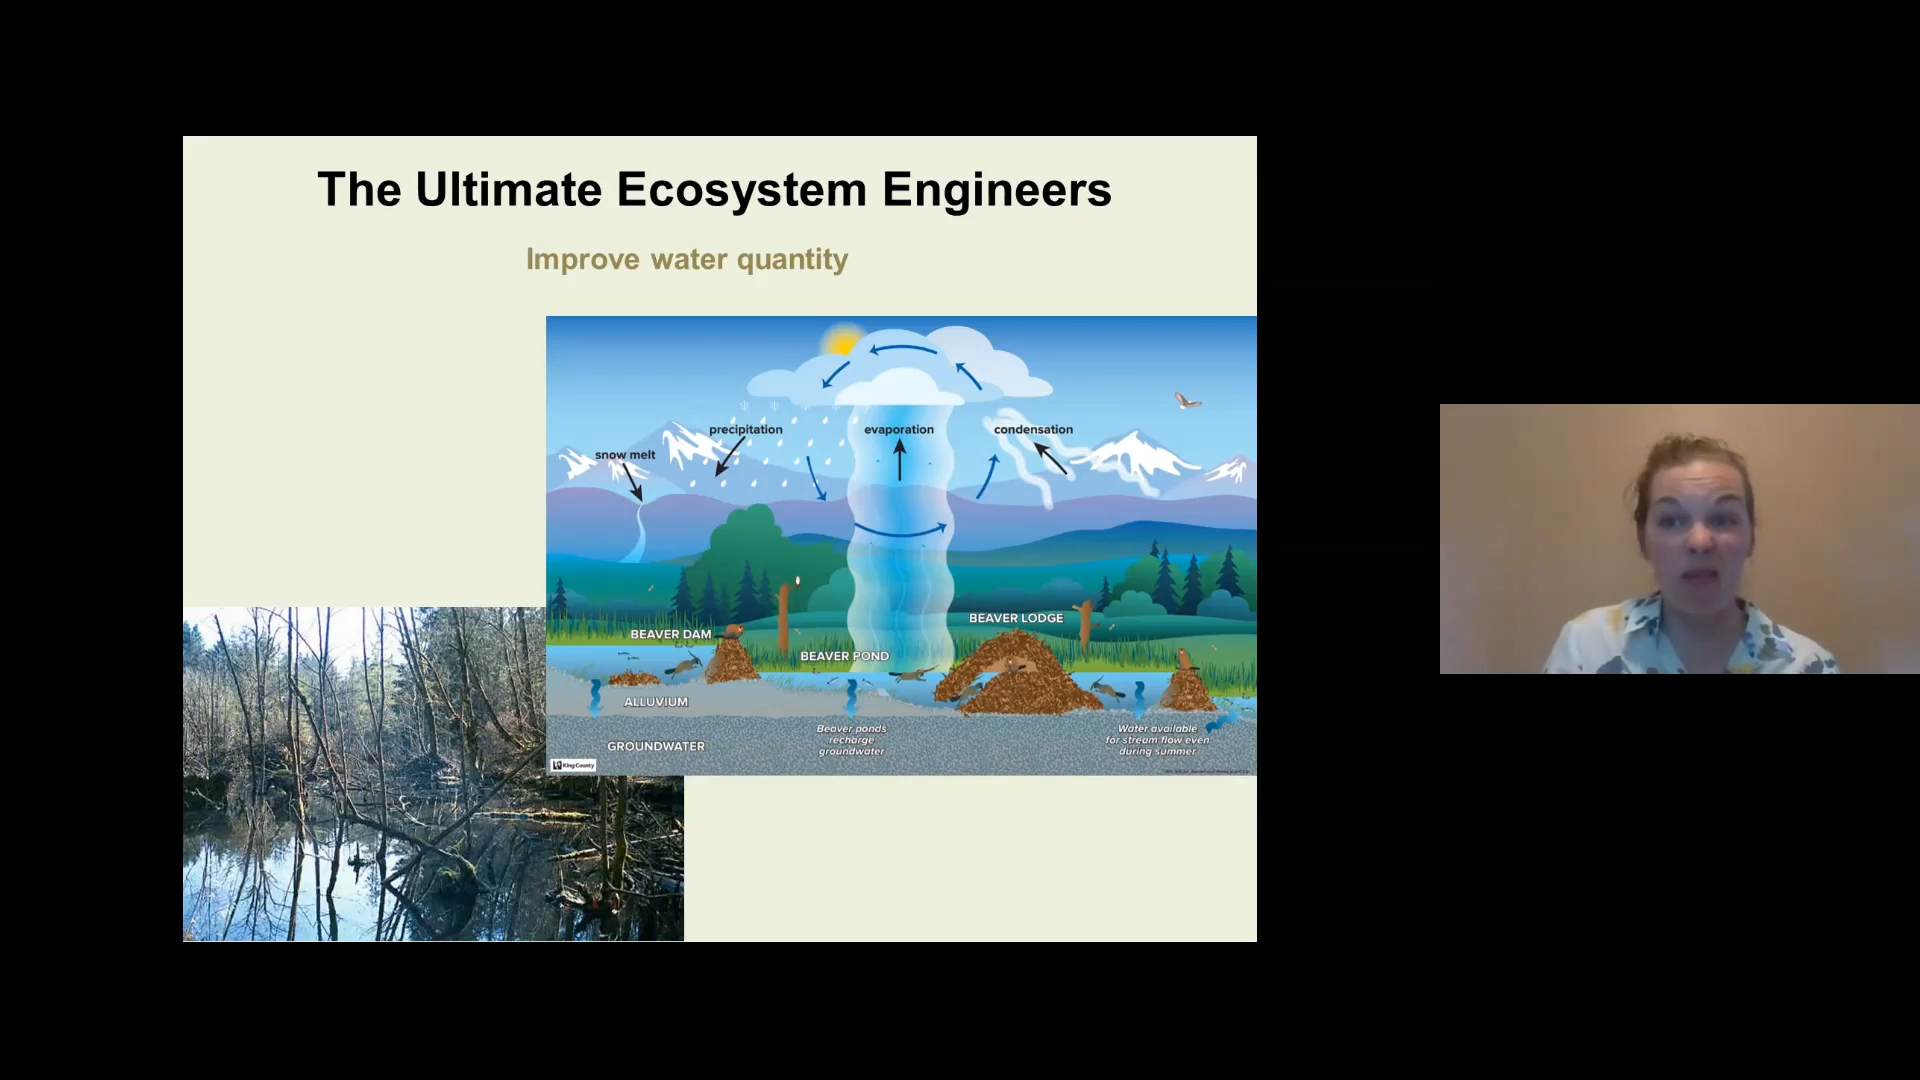 The Ultimate Ecosystem Engineers
Improve water quantity
precipitation
evaporation
condensation
snow melt
BEAVER LODGE
BEAVER DAM
BEAVER POND
ALLUVIUM
Beaver ponds
recharge
groundwater
Water available
for stream flow even
during summer
GROUNDWATER
King County